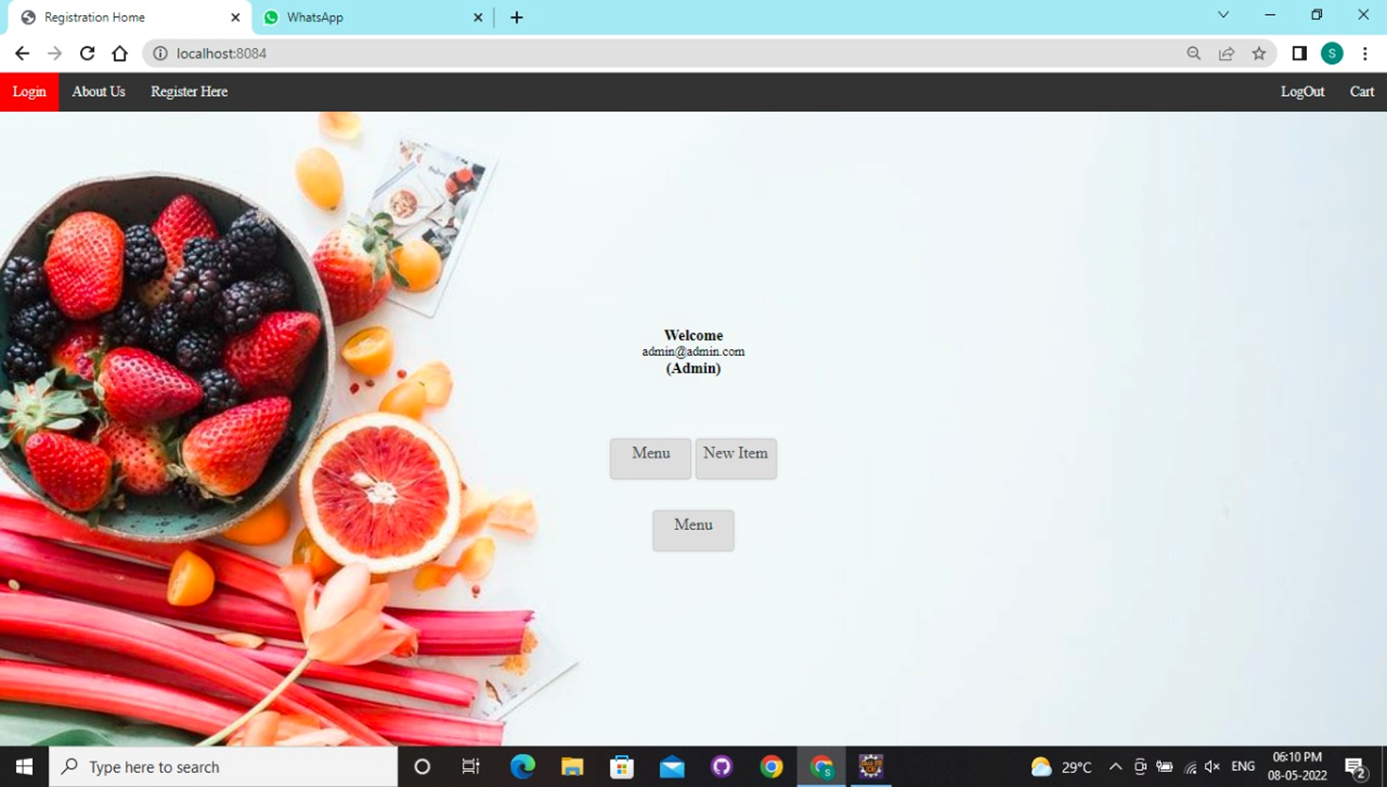 Registration Home
WhatsApp
localhost:8084
S
Login About Us Register Here LogOut Cart
Welcome
admin@admin.com
(Admin)
Menu New Item
Menu
Type here to search
S
29°C
ENG
06:10 PM
08-05-2022
2